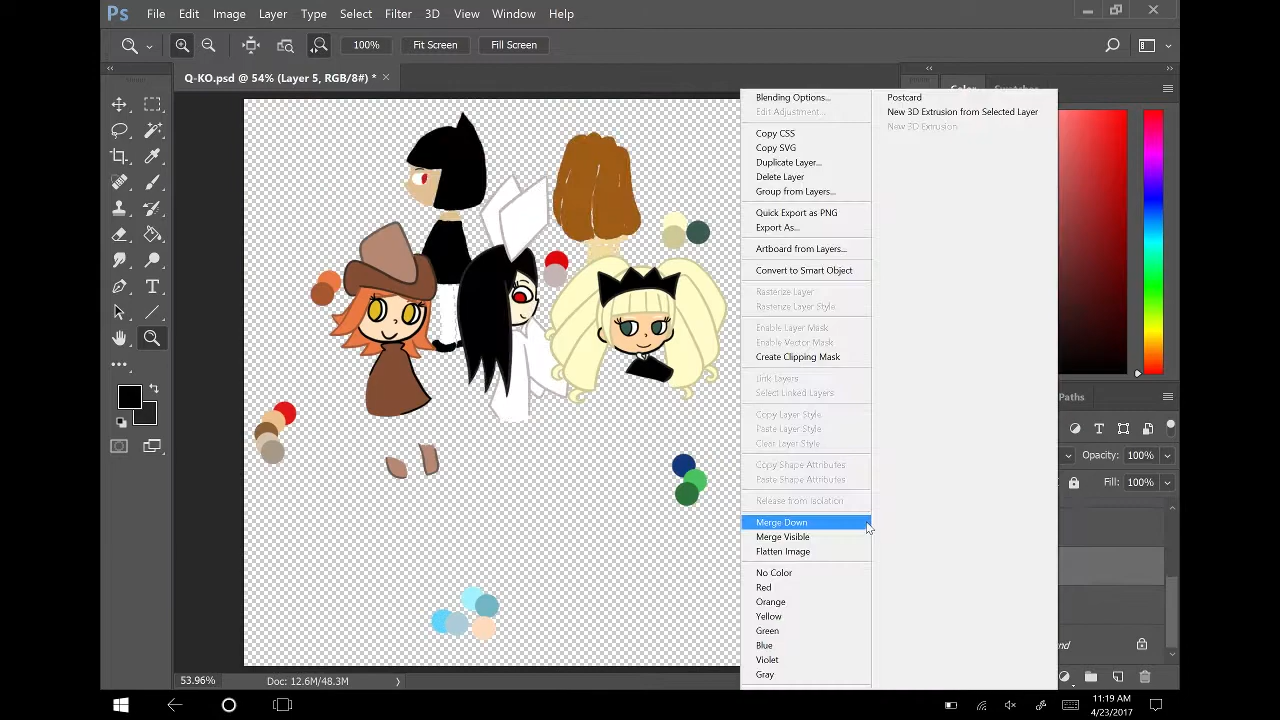 Ps File Edit Image Layer Type Select Filter 3D View Window Help
100% Fit Screen Fill Screen
Q-KO.psd @ 54% (Layer 5, RGB/8#) * ×
Color Swatches
Blending Options...
Edit Adjustment...
Copy CSS
Copy SVG
Duplicate Layer...
Delete Layer
Group from Layers...
Quick Export as PNG
Export As...
Artboard from Layers...
Convert to Smart Object
Rasterize Layer
Rasterize Layer Style
Enable Layer Mask
Enable Vector Mask
Create Clipping Mask
Link Layers
Select Linked Layers
Copy Layer Style
Paste Layer Style
Clear Layer Style
Copy Shape Attributes
Paste Shape Attributes
Release from Isolation
Merge Down
Merge Visible
Flatten Image
No Color
Red
Orange
Yellow
Green
Blue
Violet
Gray
Postcard
New 3D Extrusion from Selected Layer
New 3D Extrusion
Paths
Opacity: 100%
Fill: 100%
nd
53.96% Doc: 12.6M/48.3M
11:19 AM
4/23/2017